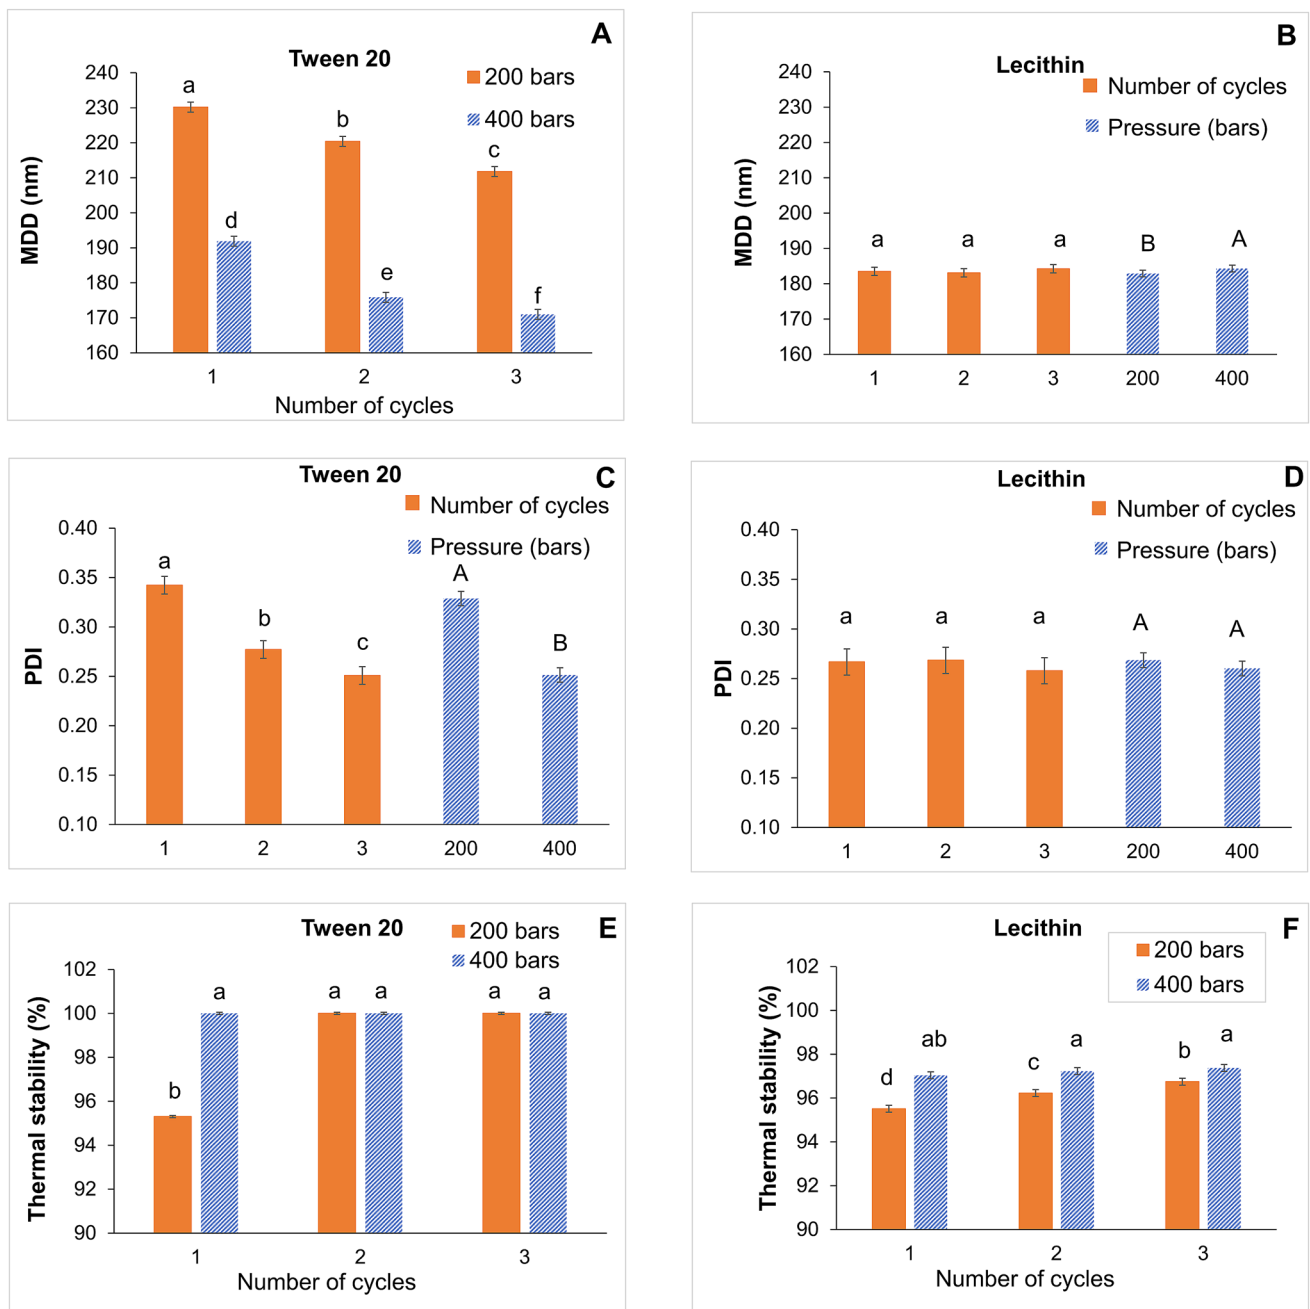 A
Tween 20
200 bars
400 bars
MDD (nm)
240
230
220
210
200
190
180
170
160
a
b
c
d
e
f
1 2 3
Number of cycles
B
Lecithin
Number of cycles
Pressure (bars)
MDD (nm)
240
230
220
210
200
190
180
170
160
a a a B A
1 2 3 200 400
C
Tween 20
Number of cycles
Pressure (bars)
PDI
0.40
0.35
0.30
0.25
0.20
0.15
0.10
a b c A B
1 2 3 200 400
D
Lecithin
Number of cycles
Pressure (bars)
PDI
0.40
0.35
0.30
0.25
0.20
0.15
0.10
a a a A A
1 2 3 200 400
E
Tween 20
200 bars
400 bars
Thermal stability (%)
102
100
98
96
94
92
90
b a a a a a
1 2 3
Number of cycles
F
Lecithin
200 bars
400 bars
Thermal stability (%)
102
100
98
96
94
92
90
d ab c a b a
1 2 3
Number of cycles